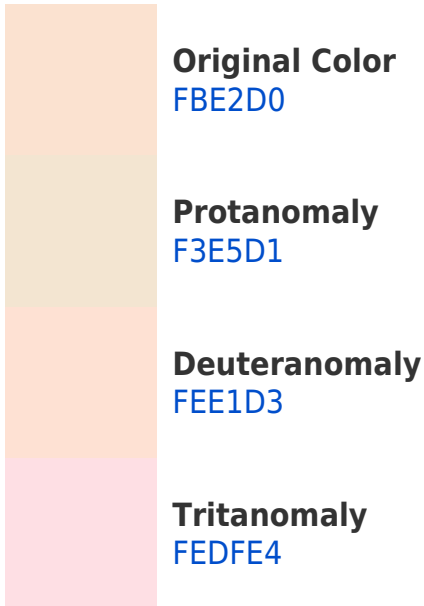 Original Color
FBE2D0
Protanomaly
F3E5D1
Deuteranomaly
FEE1D3
Tritanomaly
FEDFE4